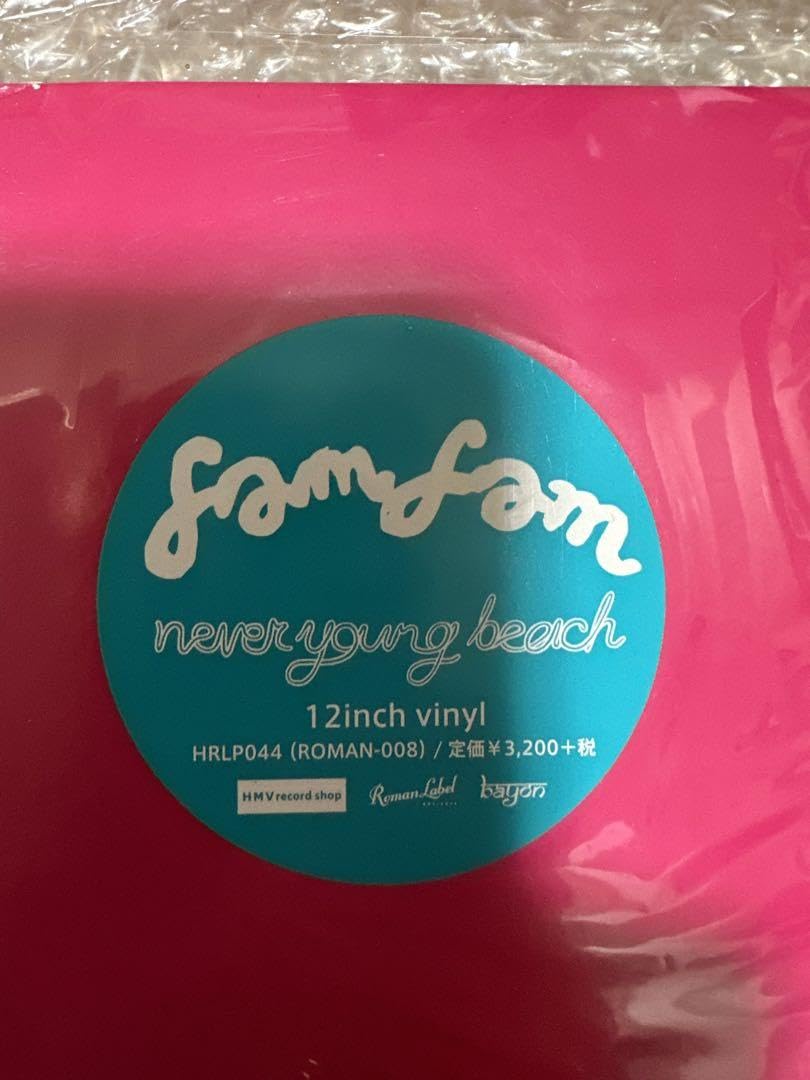 fam fam
never young beach
12inch vinyl
HRLP044 (ROMAN-008) / 定価¥3,200+税
HMV record shop Roman Label bayon